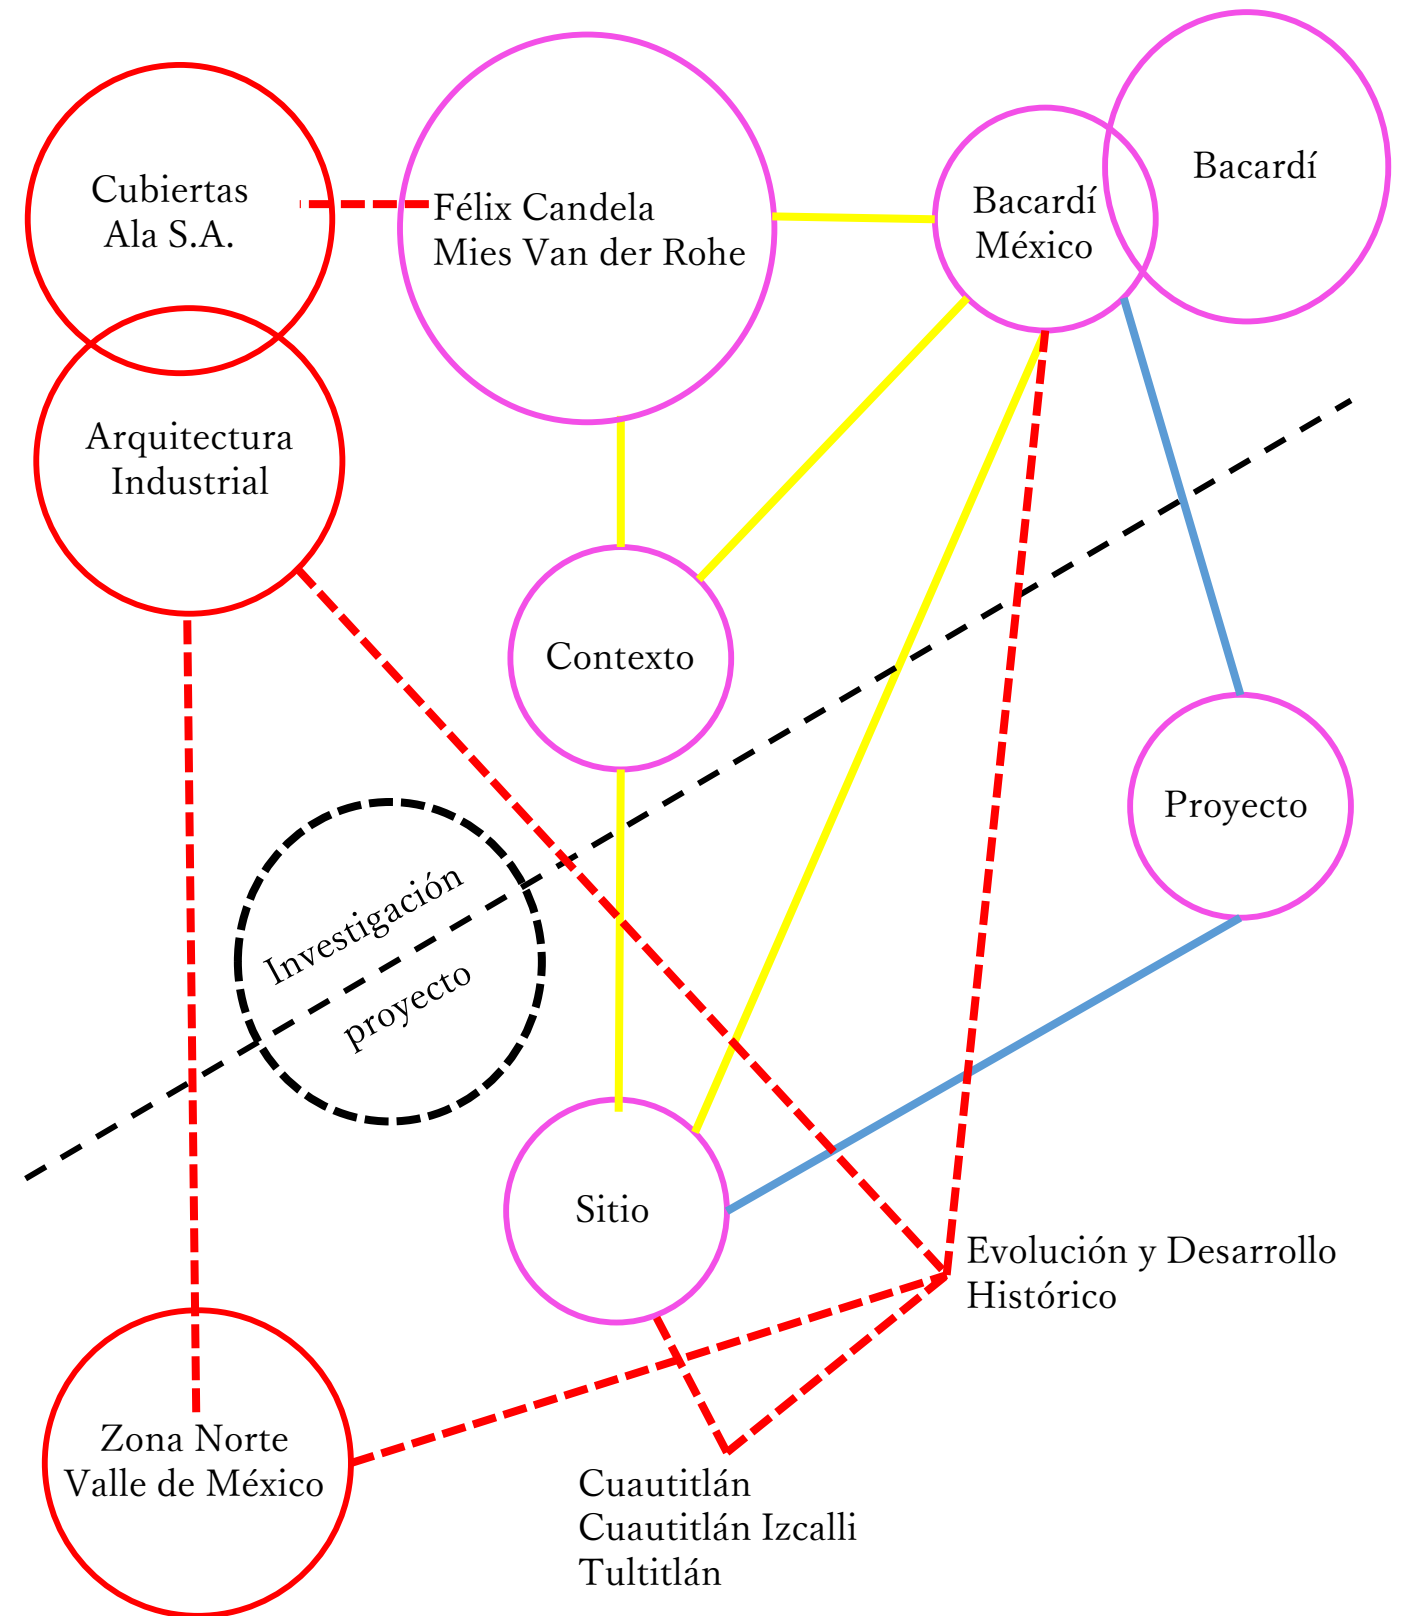 Cubiertas
Ala S.A.
Félix Candela
Mies Van der Rohe
Bacardí
México
Bacardí
Arquitectura
Industrial
Contexto
Proyecto
Investigación
proyecto
Sitio
Evolución y Desarrollo
Histórico
Zona Norte
Valle de México
Cuautitlán
Cuautitlán Izcalli
Tultitlán